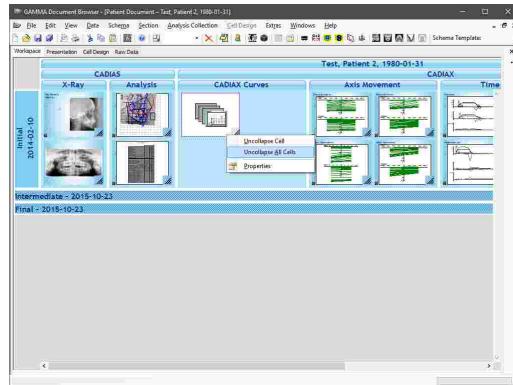 GAMMA Document Browser - [Patient Document - Test, Patient 2, 1980-01-31]
File Edit View Data Schema Section Analysis Collection Cell Design Extras Windows Help
Schema Template:
Workspace Presentation Cell Design Raw Data
Test, Patient 2, 1980-01-31
CADIAS CADIAX
X-Ray Analysis CADIAX Curves Axis Movement Time
Initial
2014-02-10
Uncollapse Cell
Uncollapse All Cells
Properties
Intermediate - 2015-10-23
Final - 2015-10-23